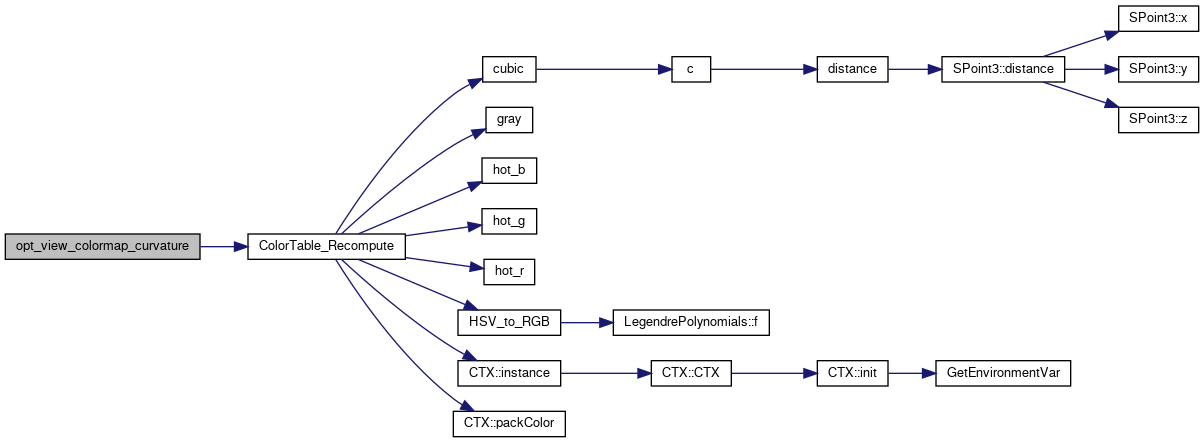 SPoint3::x
cubic
c
distance
SPoint3::distance
SPoint3::y
gray
SPoint3::z
hot_b
hot_g
opt_view_colormap_curvature
ColorTable_Recompute
hot_r
HSV_to_RGB
LegendrePolynomials::f
CTX::instance
CTX::CTX
CTX::init
GetEnvironmentVar
CTX::packColor